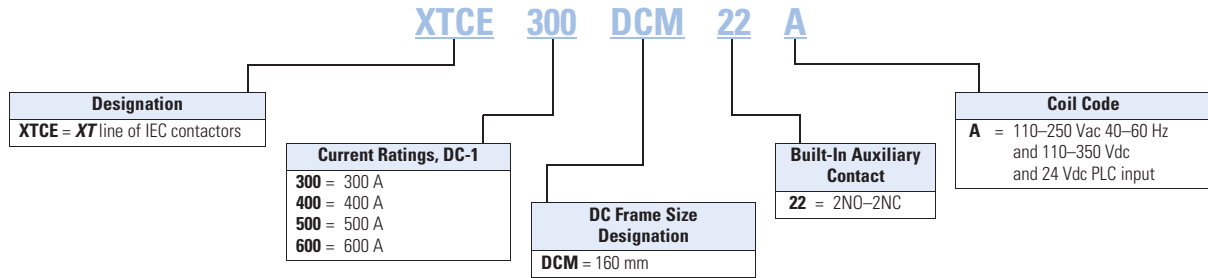 XTCE 300 DCM 22 A
Designation
XTCE = XT line of IEC contactors
Current Ratings, DC-1
300 = 300 A
400 = 400 A
500 = 500 A
600 = 600 A
DC Frame Size
Designation
DCM = 160 mm
Built-In Auxiliary
Contact
22 = 2NO–2NC
Coil Code
A = 110–250 Vac 40–60 Hz
and 110–350 Vdc
and 24 Vdc PLC input